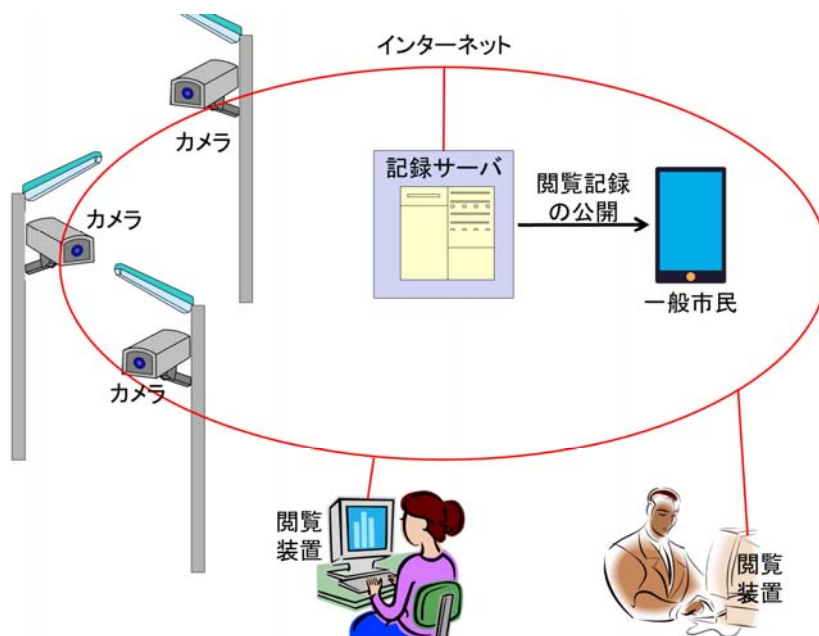 インターネット
カメラ
記録サーバ
閲覧記録
の公開
カメラ
一般市民
カメラ
閲覧
装置
閲覧
装置